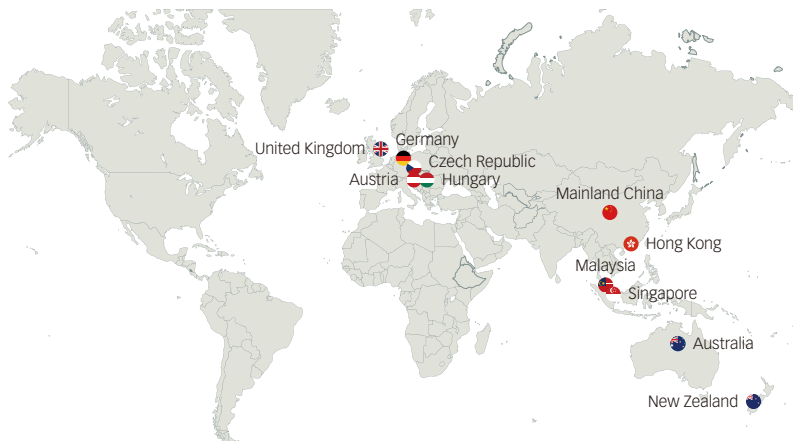 Germany
United Kingdom
Czech Republic
Austria
Hungary
Mainland China
Hong Kong
Malaysia
Singapore
Australia
New Zealand